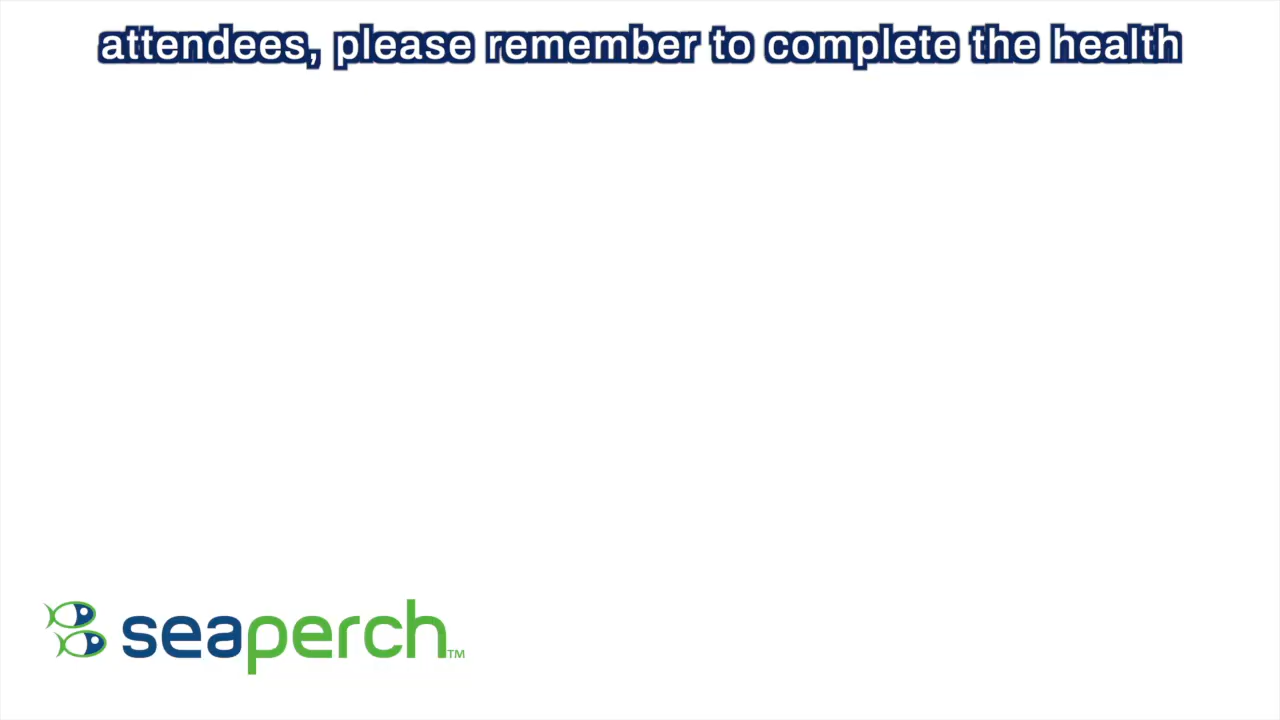 attendees, please remember to complete the health
seaperch™